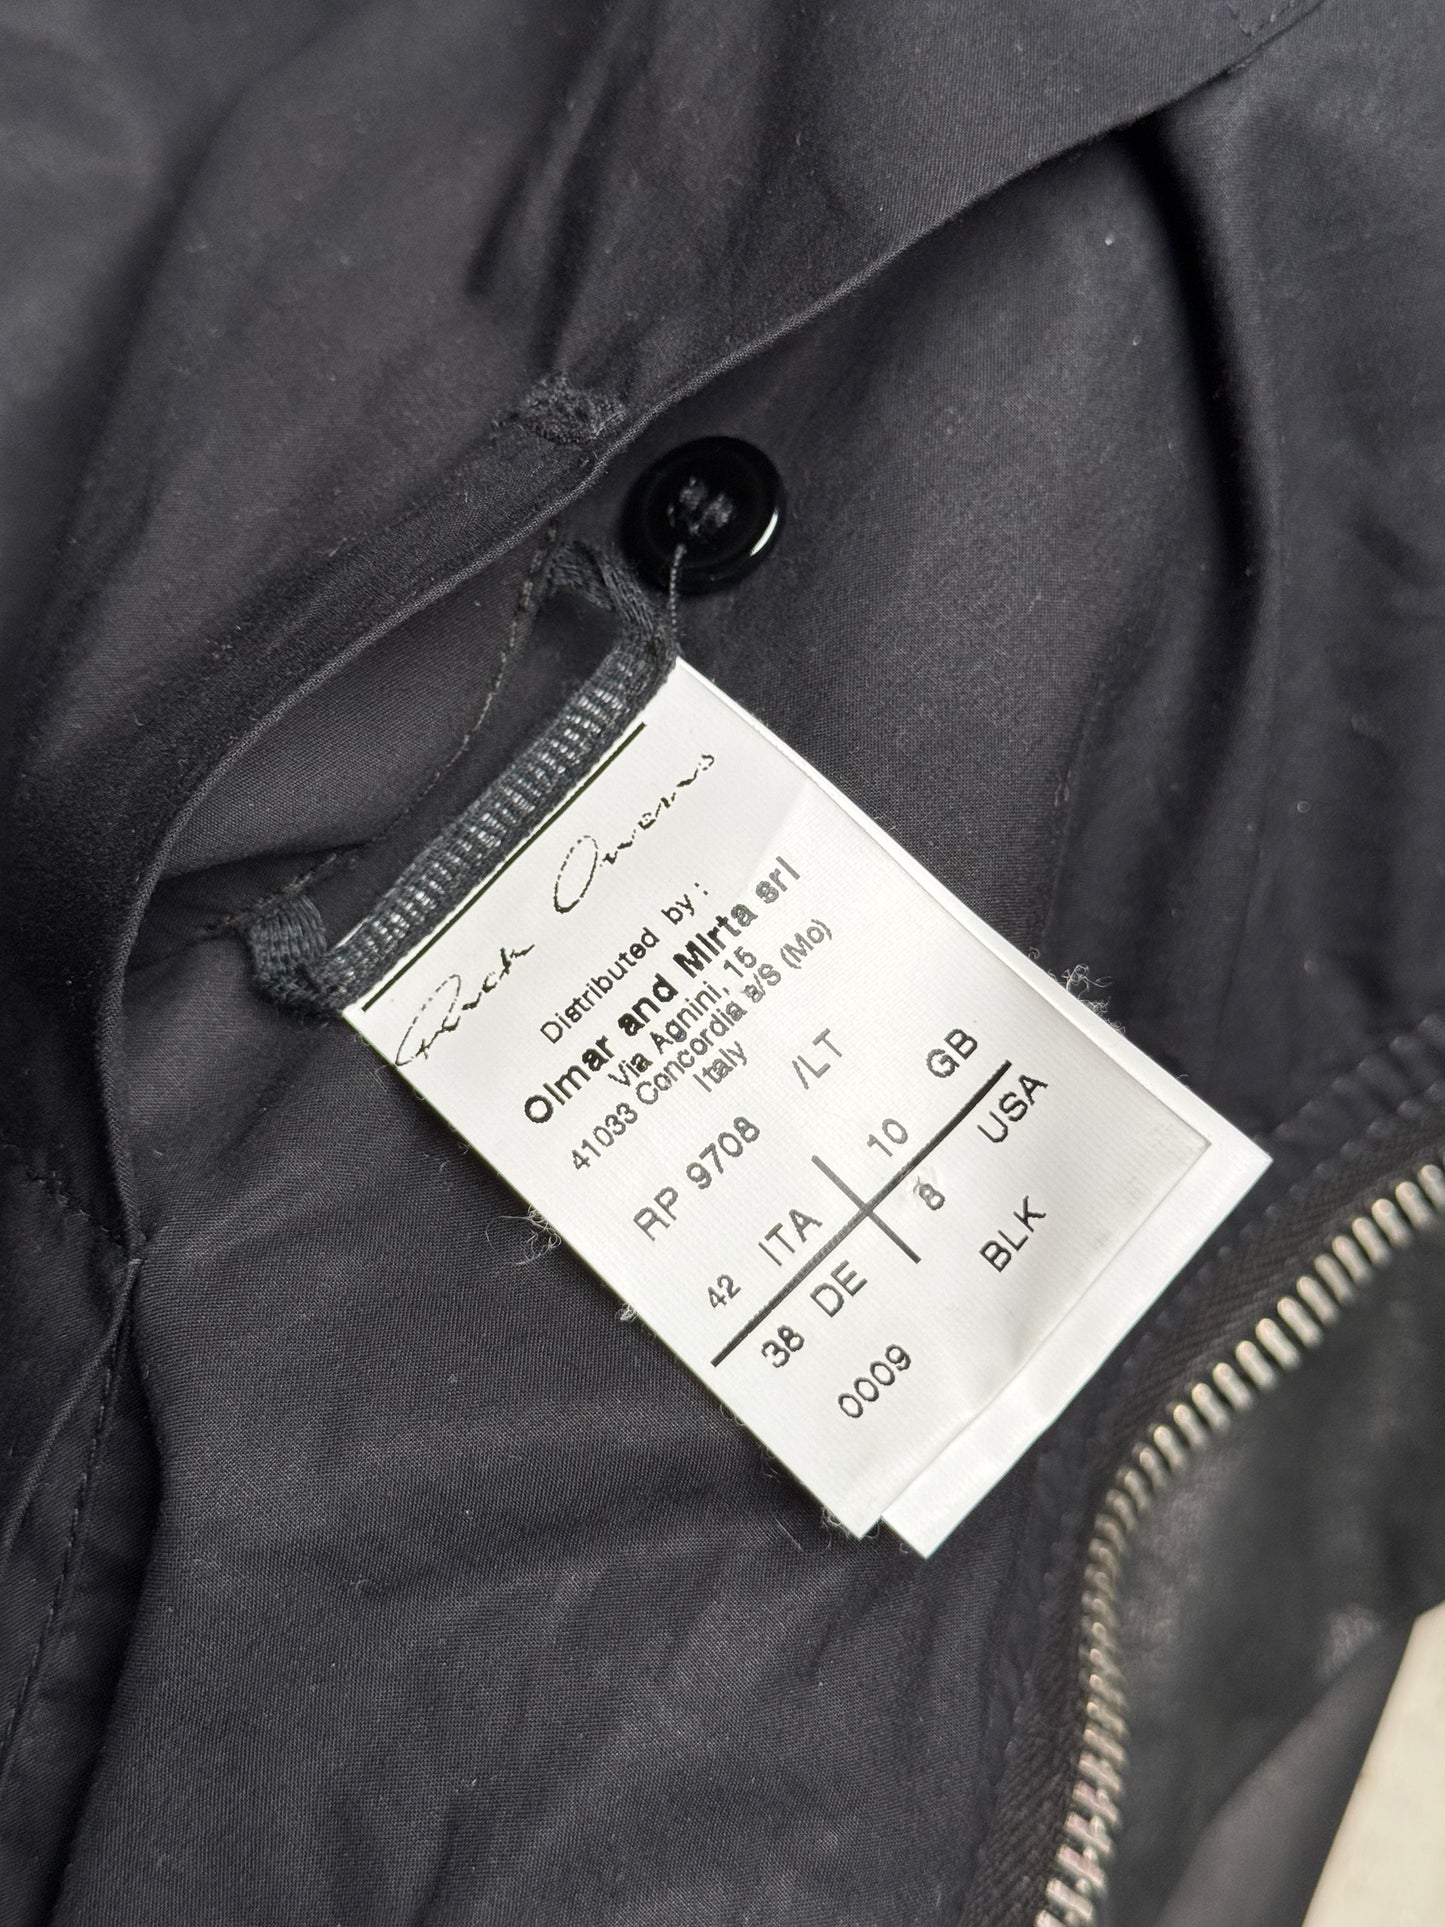 Rick Owens
Distributed by :
Olmar and Mirta srl
Via Agnini, 15
41033 Concordia s/S (Mo)
Italy
RP 9708 /LT
42 ITA 10 GB
38 DE 8 USA
0009 BLK